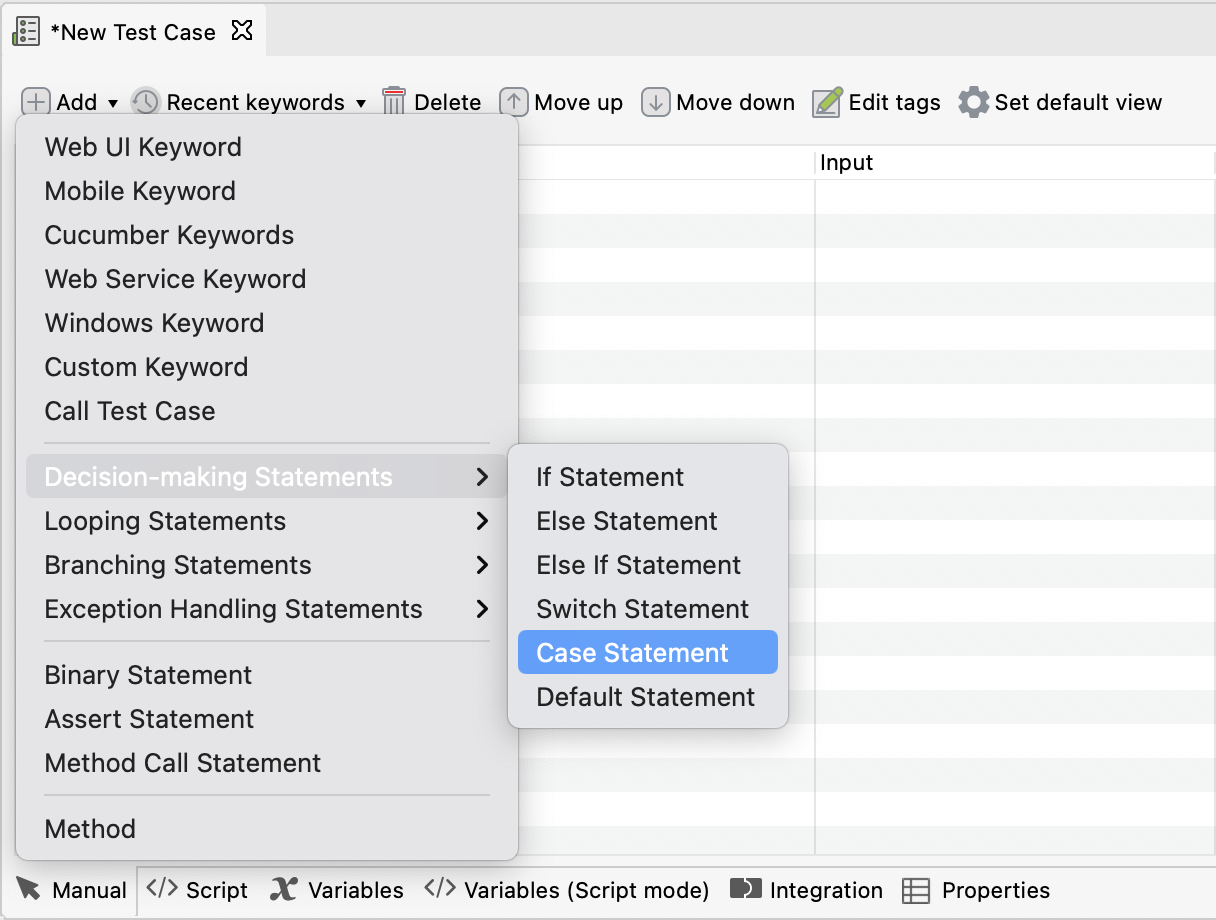 *New Test Case
Add Recent keywords Delete Move up Move down Edit tags Set default view
Input
Web UI Keyword
Mobile Keyword
Cucumber Keywords
Web Service Keyword
Windows Keyword
Custom Keyword
Call Test Case
Decision-making Statements
Looping Statements
Branching Statements
Exception Handling Statements
Binary Statement
Assert Statement
Method Call Statement
Method
If Statement
Else Statement
Else If Statement
Switch Statement
Case Statement
Default Statement
Manual </> Script x Variables </> Variables (Script mode) Integration Properties